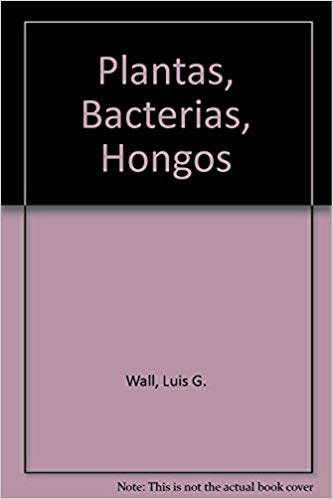 Plantas,
Bacterias,
Hongos
Wall, Luis G.
Note: This is not the actual book cover